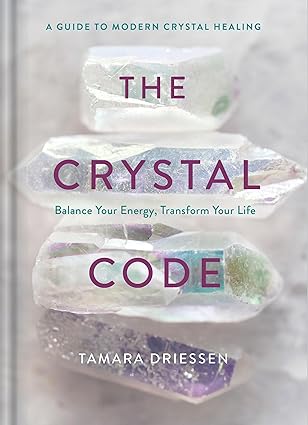 A GUIDE TO MODERN CRYSTAL HEALING
THE
CRYSTAL
Balance Your Energy, Transform Your Life
CODE
TAMARA DRIESSEN